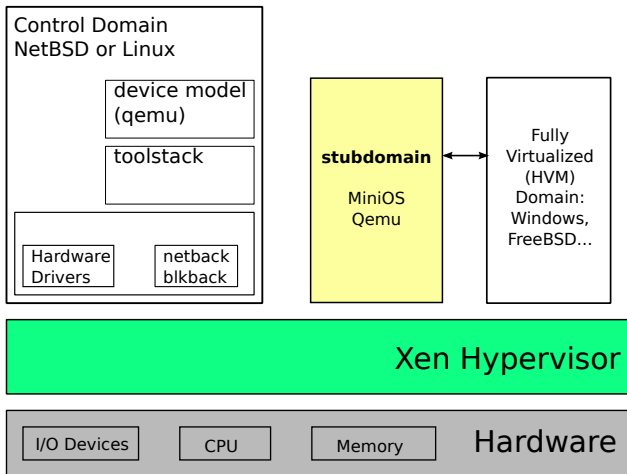 Control Domain
NetBSD or Linux
device model
(qemu)
toolstack
Hardware
Drivers
netback
blkback
stubdomain
MiniOS
Qemu
Fully
Virtualized
(HVM)
Domain:
Windows,
FreeBSD...
Xen Hypervisor
I/O Devices
CPU
Memory
Hardware